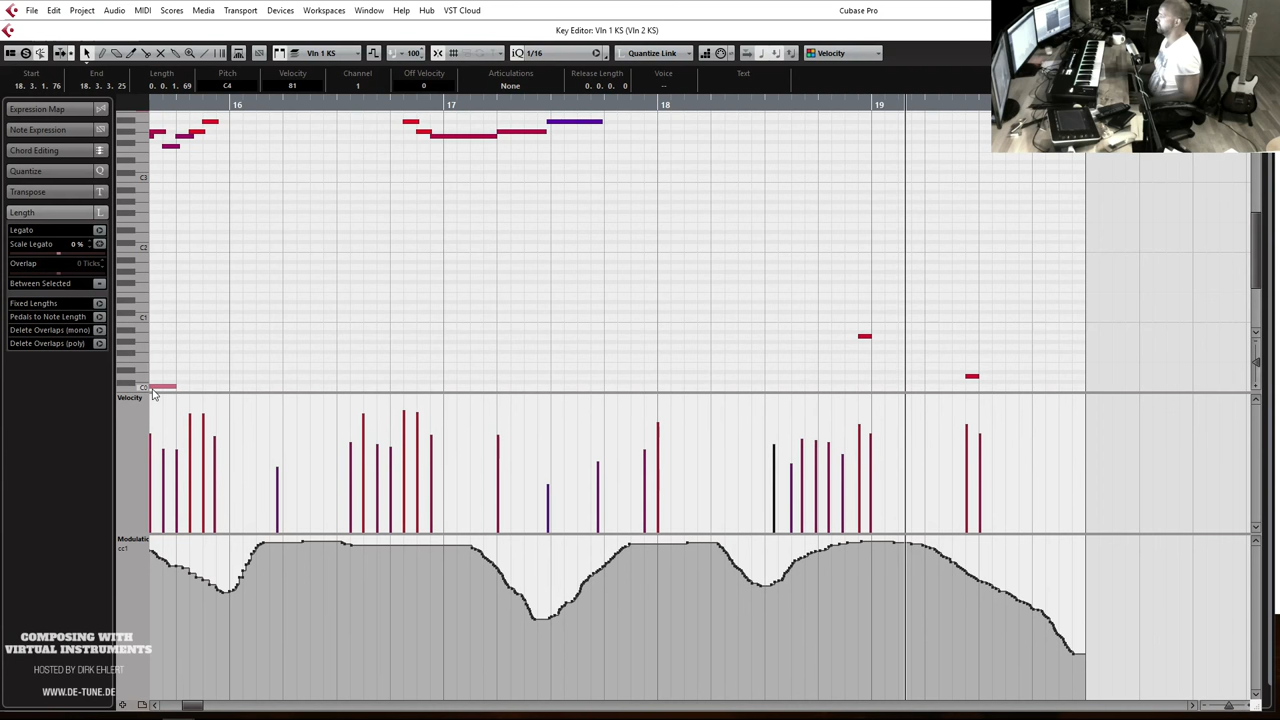 File Edit Project Audio MIDI Scores Media Transport Devices Workspaces Window Help Hub VST Cloud Cubase Pro
Key Editor: Vln 1 KS (Vln 2 KS)
Vln 1 KS 100 iQ 1/16 Quantize Link Velocity
Start End Length Pitch Velocity Channel Off Velocity Articulations Release Length Voice Text
18. 3. 1. 76 18. 3. 3. 25 0. 0. 1. 69 C4 81 1 0 None 0. 0. 0. 0 --
16 17 18 19
Expression Map
Note Expression
Chord Editing
Quantize Q
Transpose T
Length L
Legato
Scale Legato 0 %
Overlap 0 Ticks
Between Selected
Fixed Lengths
Pedals to Note Length
Delete Overlaps (mono)
Delete Overlaps (poly)
C3
C2
C1
C0
Velocity
Modulatio
cc1
COMPOSING WITH
VIRTUAL INSTRUMENTS
HOSTED BY DIRK EHLERT
WWW.DE-TUNE.DE